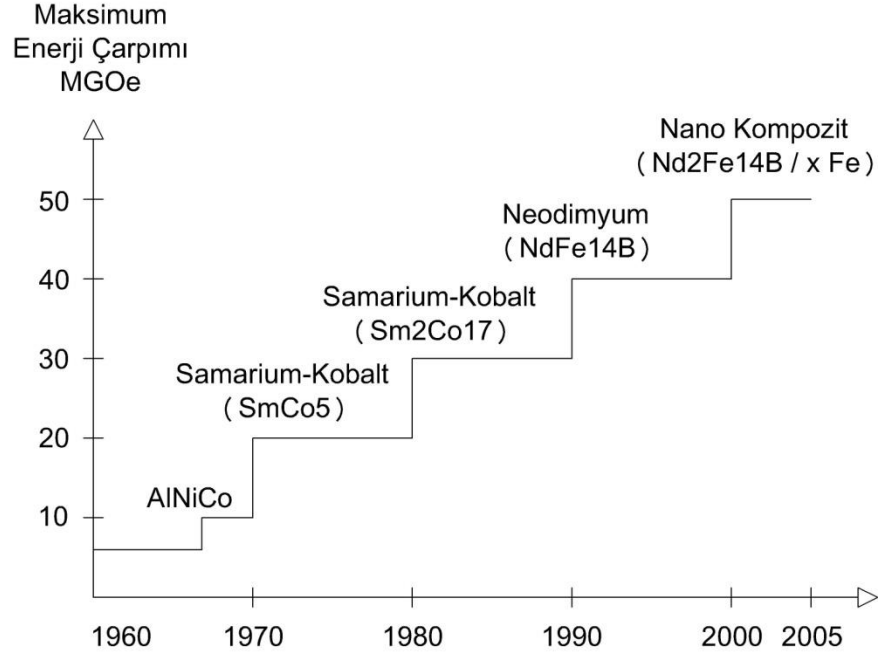 Maksimum
Enerji Çarpımı
MGOe
Nano Kompozit
( Nd2Fe14B / x Fe )
50
Neodimyum
( NdFe14B )
40
Samarium-Kobalt
( Sm2Co17 )
30
Samarium-Kobalt
( SmCo5 )
20
AlNiCo
10
1960 1970 1980 1990 2000 2005